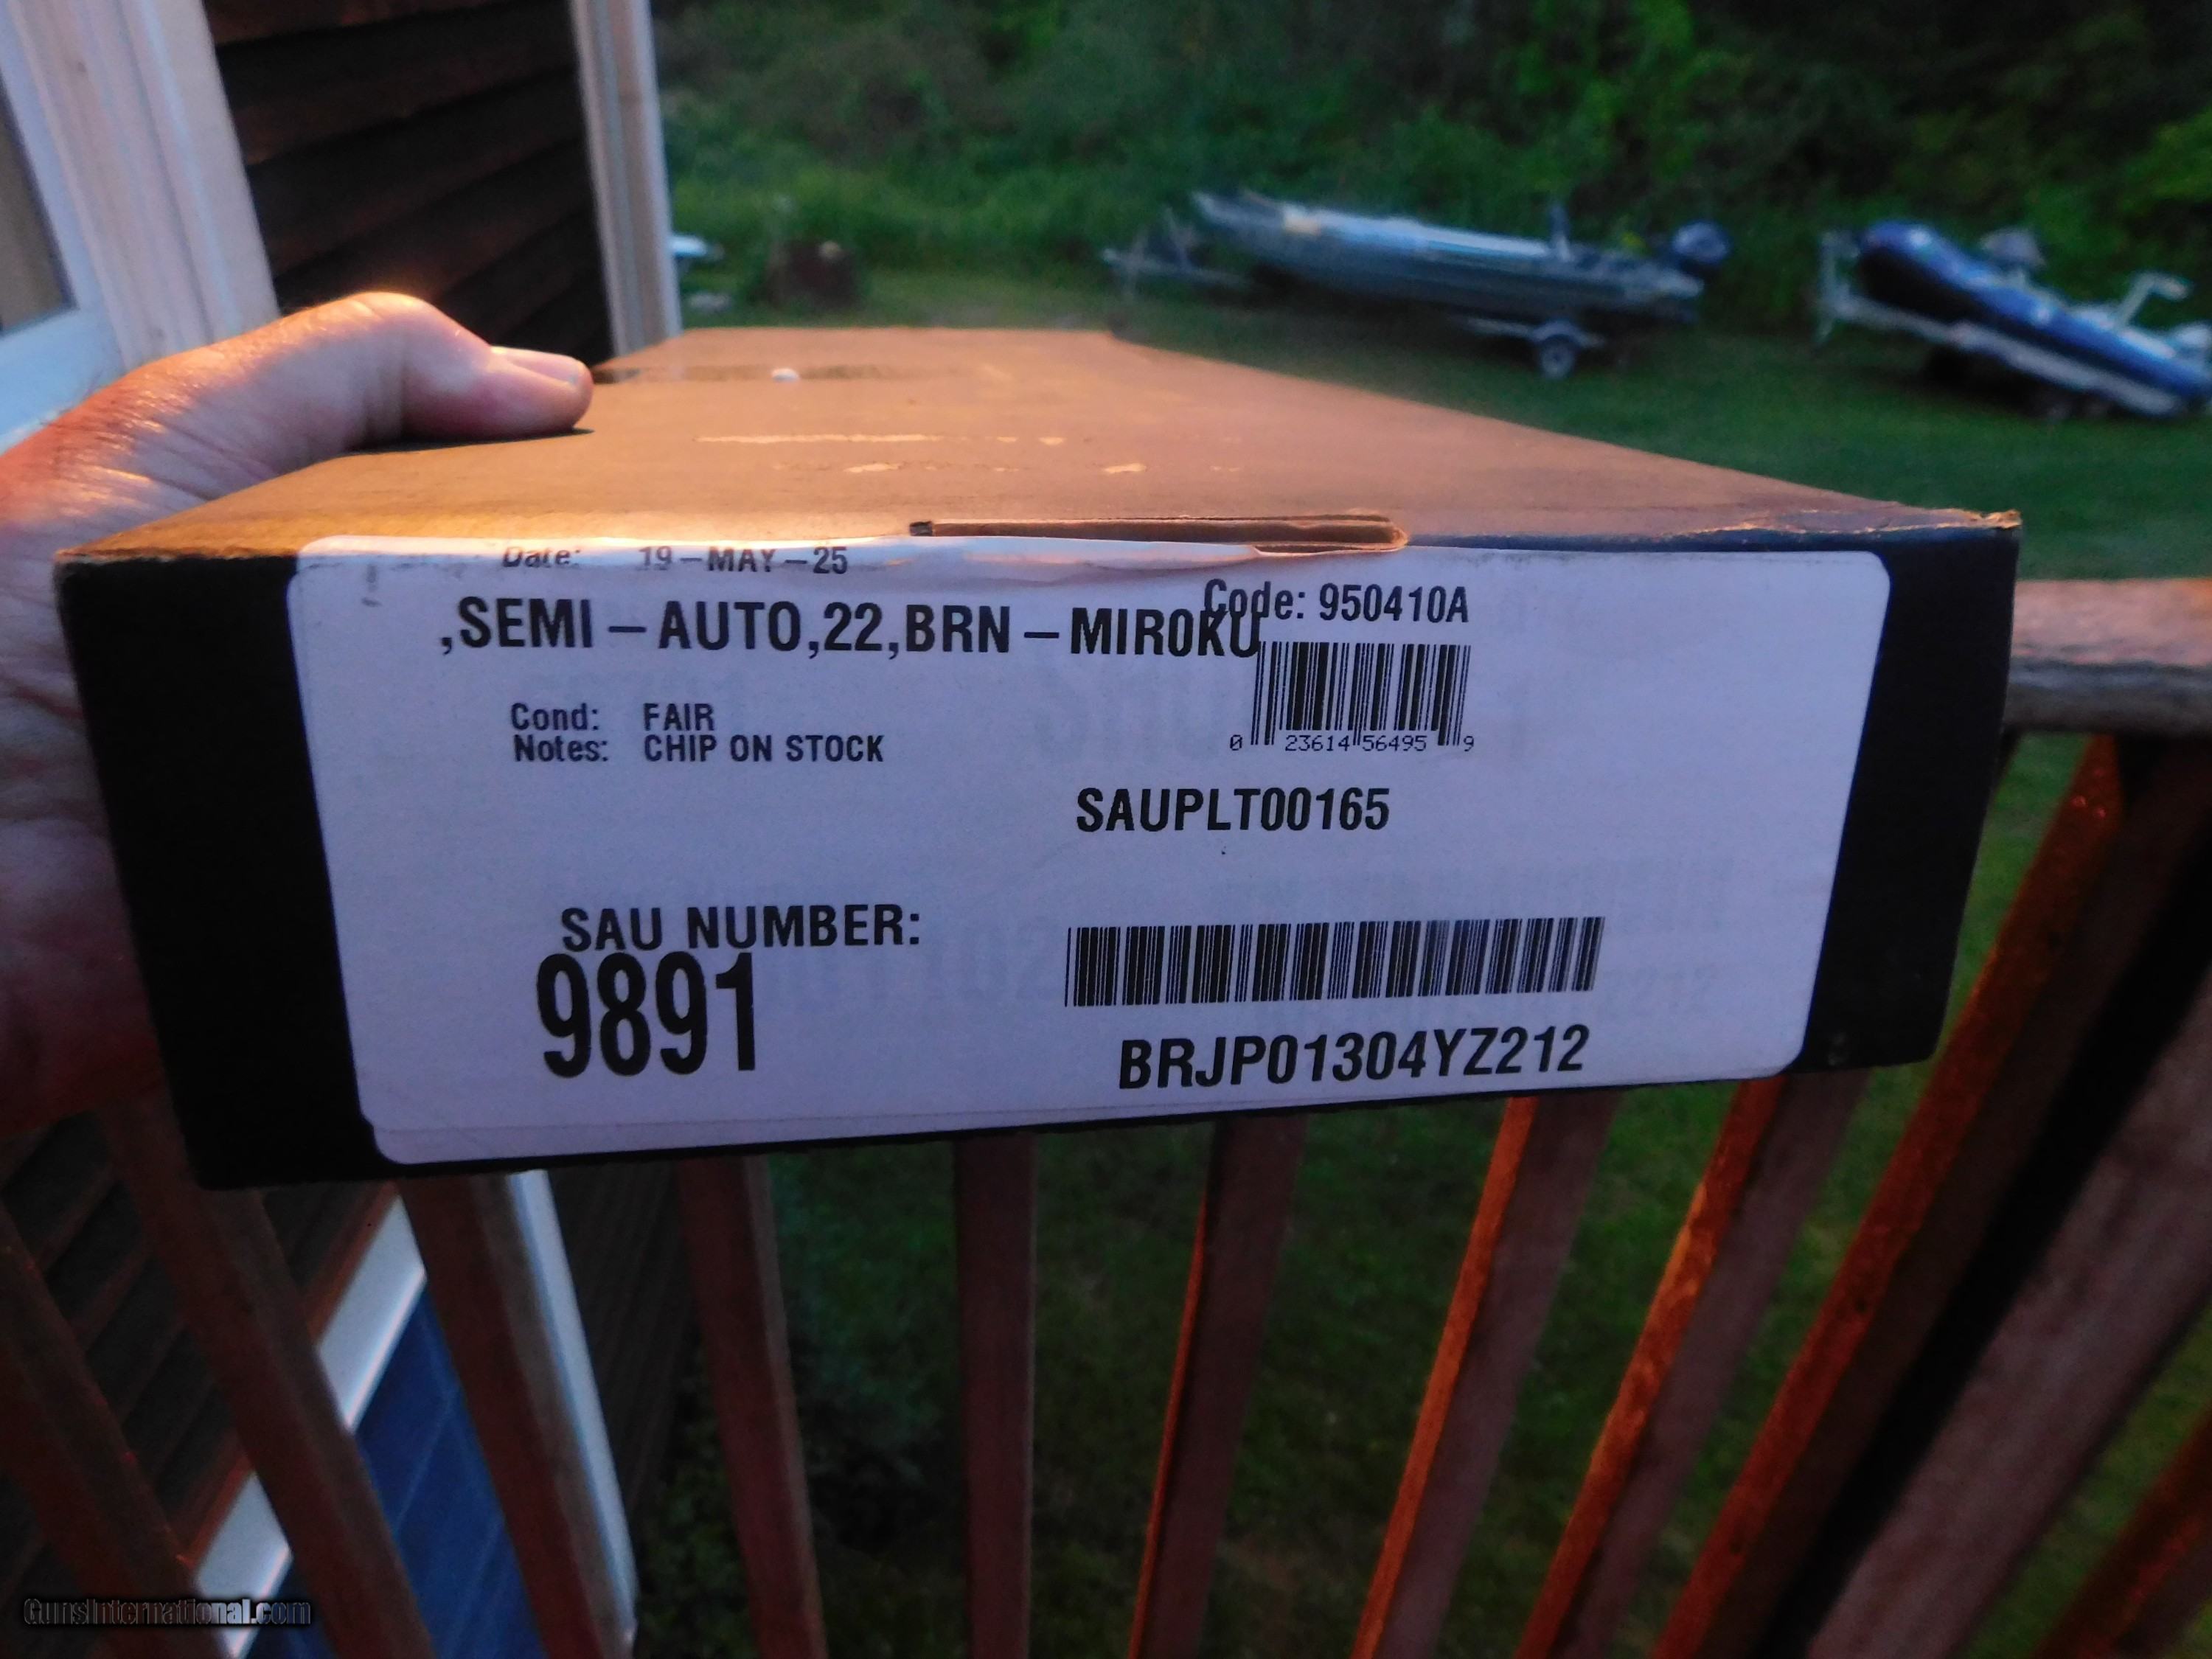 Date: 19-MAY-25
Code: 950410A
,SEMI-AUTO,22,BRN-MIROKU
0 23614 56495 9
Cond: FAIR
Notes: CHIP ON STOCK
SAUPLT00165
SAU NUMBER:
9891
BRJP01304YZ212
GunsInternational.com